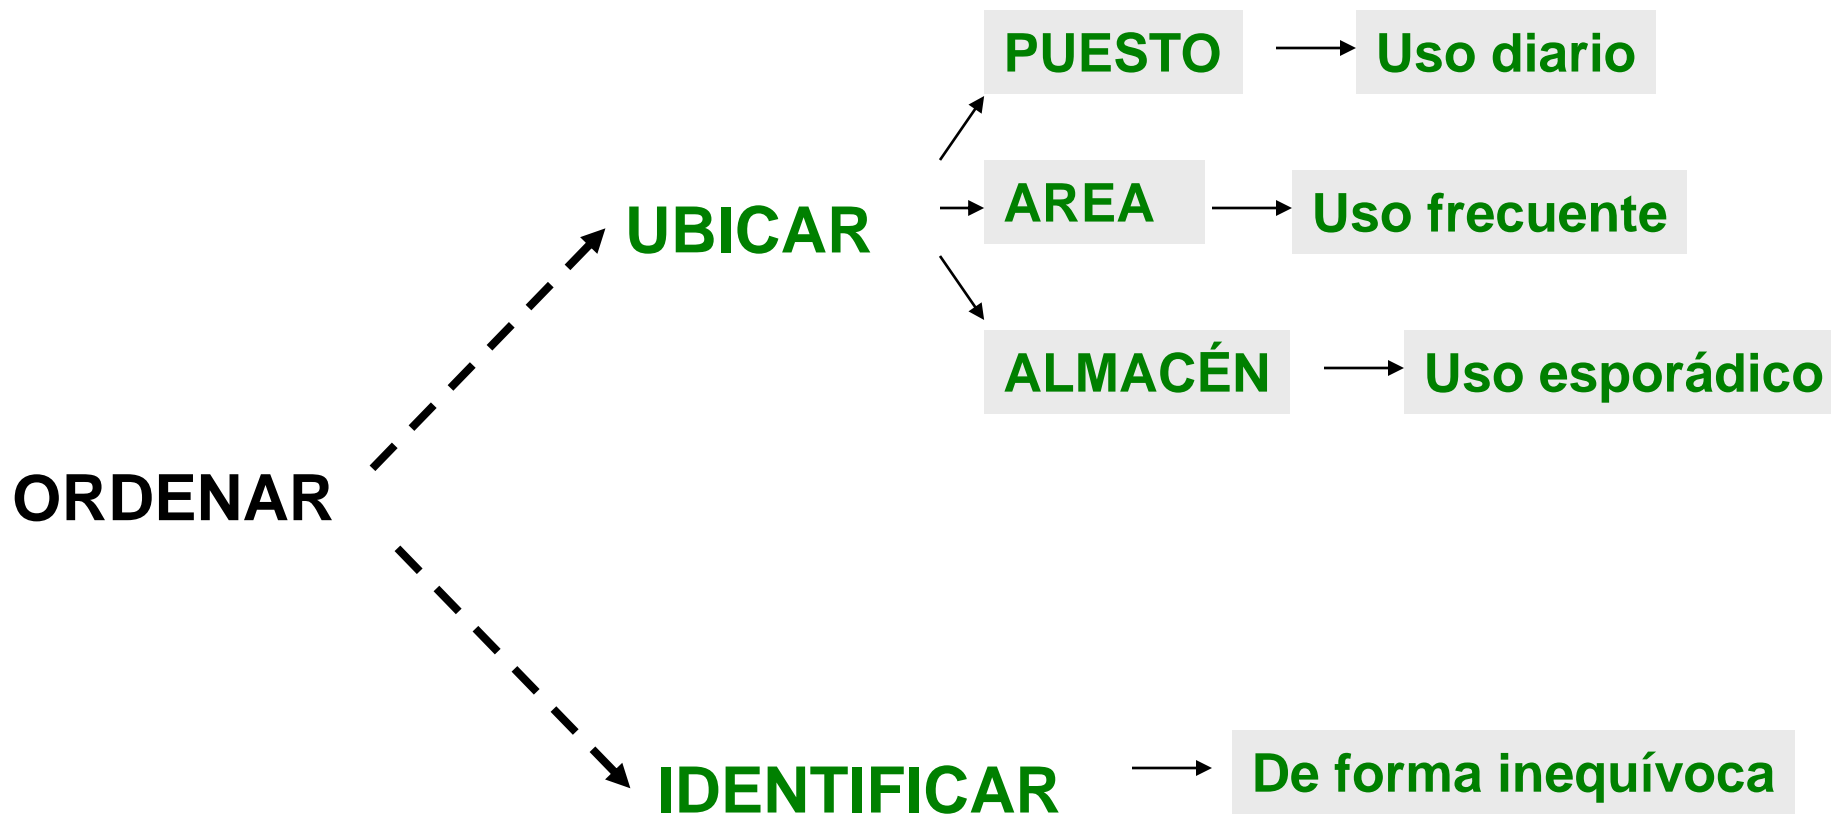 PUESTO
Uso diario
AREA
Uso frecuente
UBICAR
ALMACÉN
Uso esporádico
ORDENAR
IDENTIFICAR
De forma inequívoca